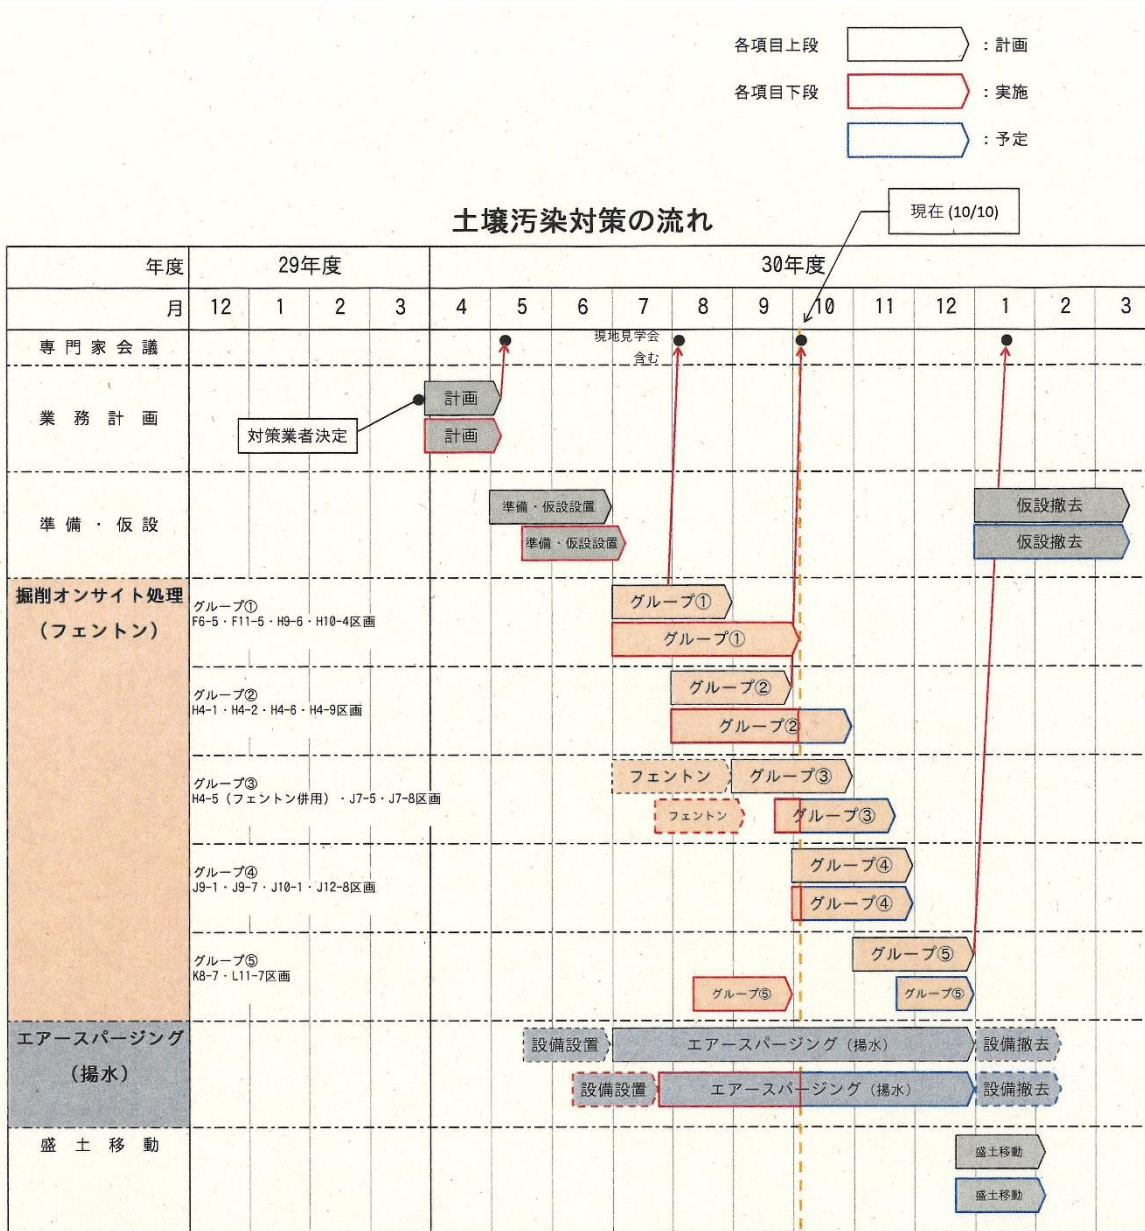 各項目上段 : 計画
各項目下段 : 実施
: 予定
現在 (10/10)
土壌汚染対策の流れ
年度 29年度 30年度
月 12 1 2 3 4 5 6 7 8 9 10 11 12 1 2 3
専門家会議
現地見学会
含む
業務計画
計画
対策業者決定
計画
準備・仮設
準備・仮設設置 仮設撤去
準備・仮設設置 仮設撤去
掘削オンサイト処理
(フェントン)
グループ①
F6-5・F11-5・H9-6・H10-4区画
グループ①
グループ①
グループ②
H4-1・H4-2・H4-6・H4-9区画
グループ②
グループ②
グループ③
H4-5 (フェントン併用) ・J7-5・J7-8区画
フェントン グループ③
フェントン グループ③
グループ④
J9-1・J9-7・J10-1・J12-8区画
グループ④
グループ④
グループ⑤
K8-7・L11-7区画
グループ⑤
グループ⑤ グループ⑤
エアースパージング
(揚水)
設備設置 エアースパージング (揚水) 設備撤去
設備設置 エアースパージング (揚水) 設備撤去
盛土移動
盛土移動
盛土移動